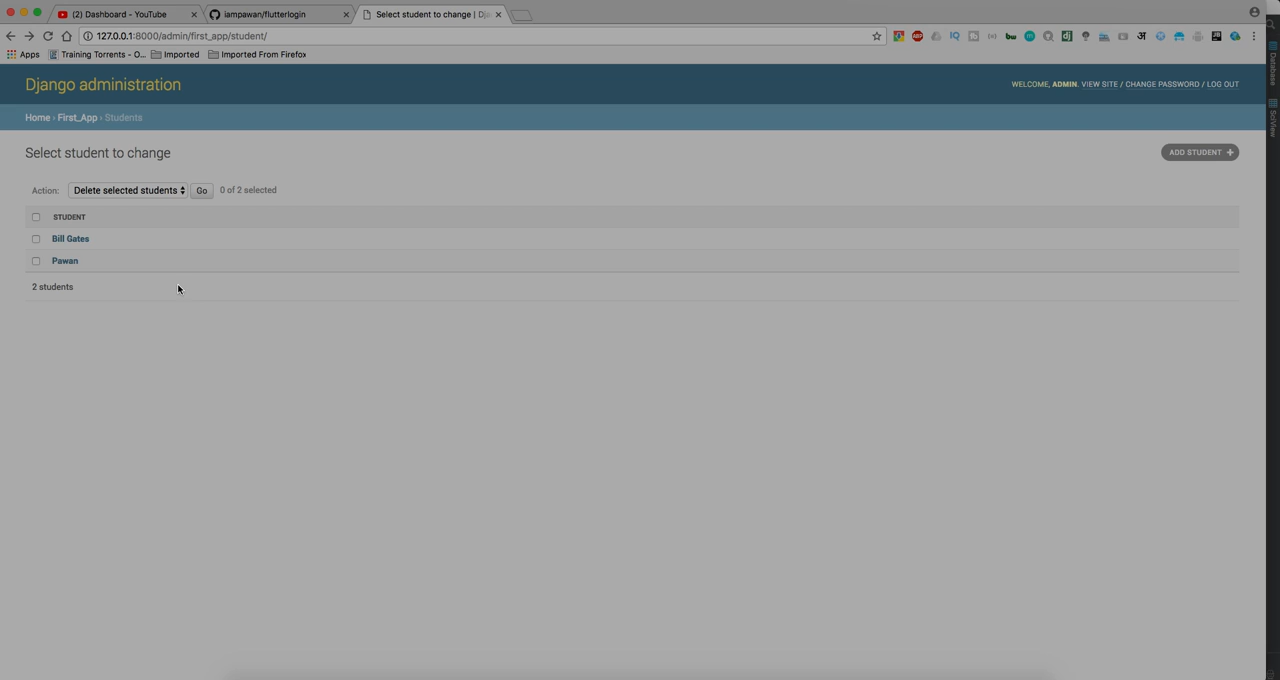 (2) Dashboard - YouTube
iampawan/flutterlogin
Select student to change | Dj
127.0.0.1:8000/admin/first_app/student/
Apps
Training Torrents - O...
Imported
Imported From Firefox
Django administration
WELCOME, ADMIN. VIEW SITE / CHANGE PASSWORD / LOG OUT
Home › First_App › Students
Select student to change
ADD STUDENT +
Action: Delete selected students Go 0 of 2 selected
STUDENT
Bill Gates
Pawan
2 students
Database
SciView